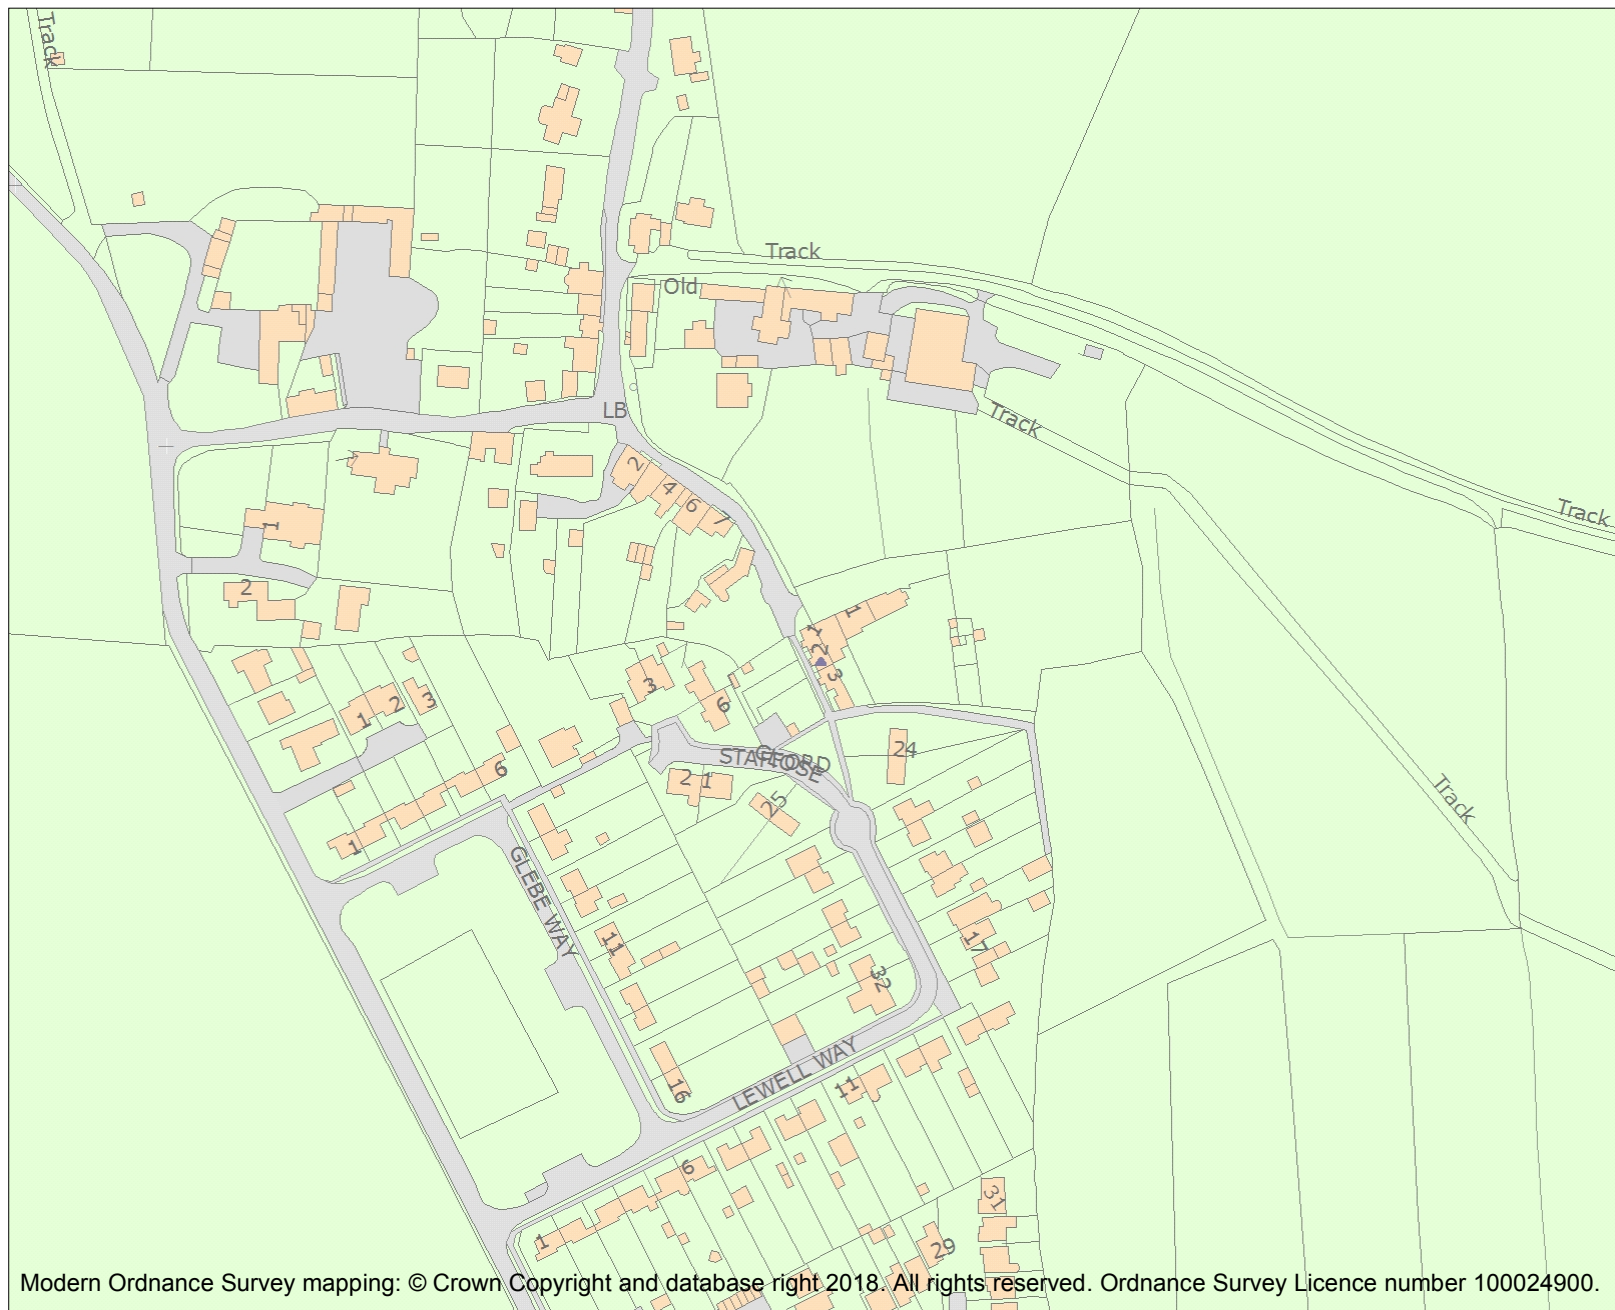 Track
Track
Old
LB
Track
Track
2
4
6
7
1
2
1
1
2
3
3
6
1
2
3
STAFFORD
CLOSE
24
6
2
1
25
Track
1
GLEBE WAY
11
17
32
LEWELL WAY
16
11
6
31
1
29
Modern Ordnance Survey mapping: © Crown Copyright and database right 2018. All rights reserved. Ordnance Survey Licence number 100024900.